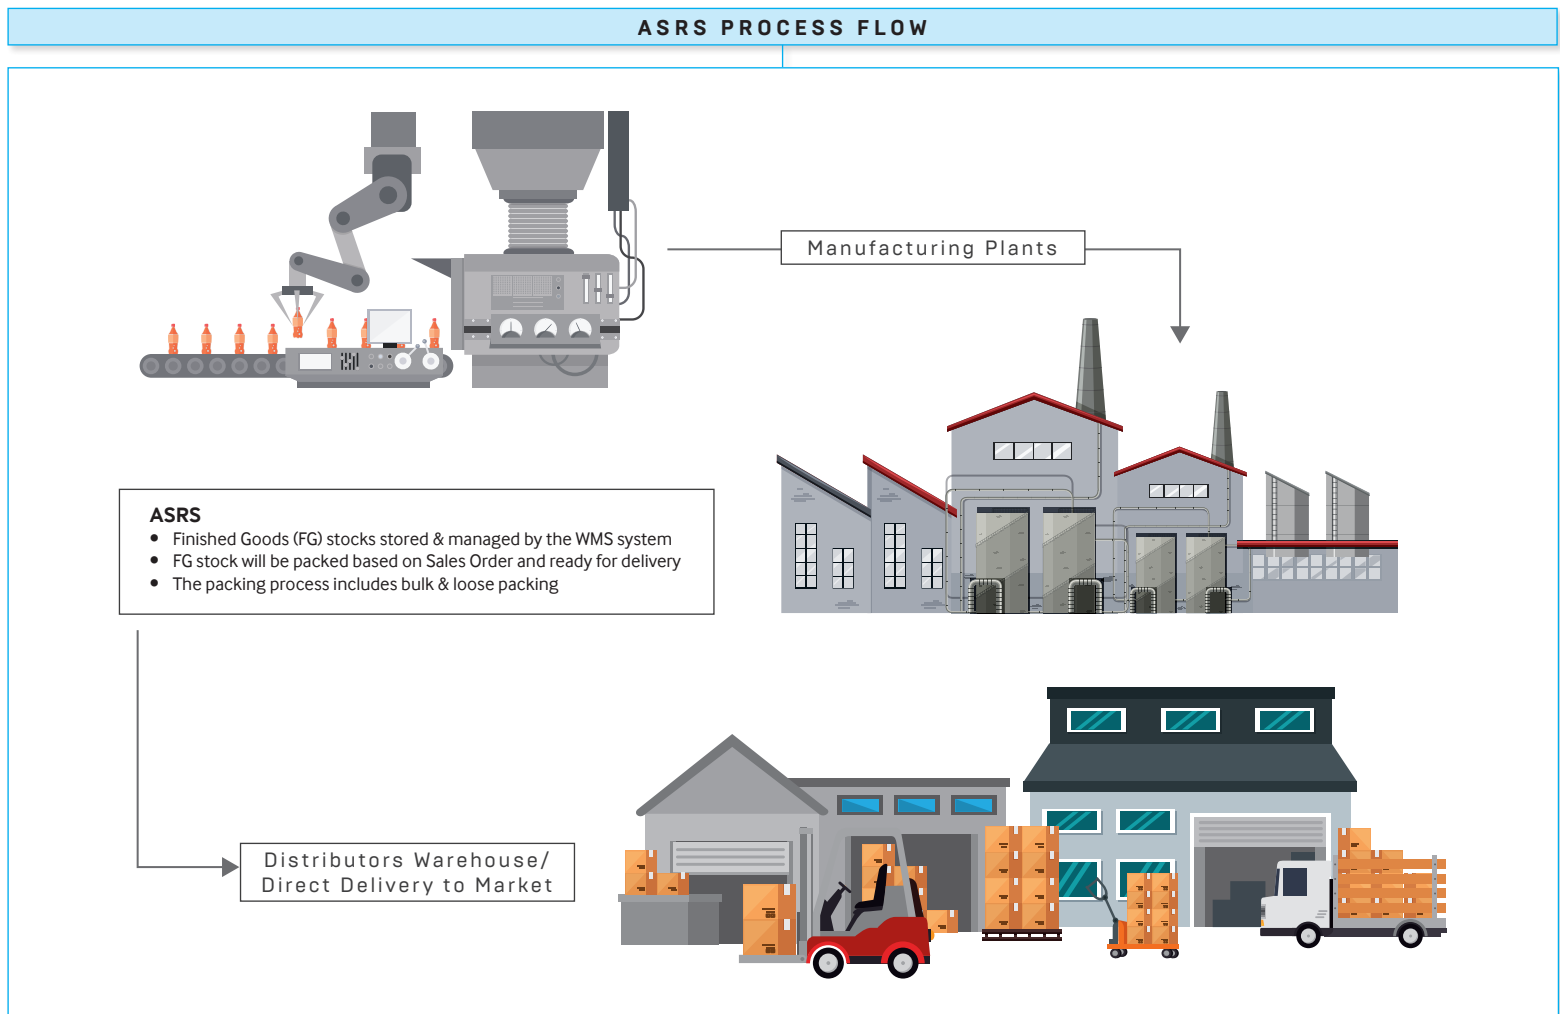 ASRS PROCESS FLOW
Manufacturing Plants
ASRS
• Finished Goods (FG) stocks stored & managed by the WMS system
• FG stock will be packed based on Sales Order and ready for delivery
• The packing process includes bulk & loose packing
Distributors Warehouse/
Direct Delivery to Market